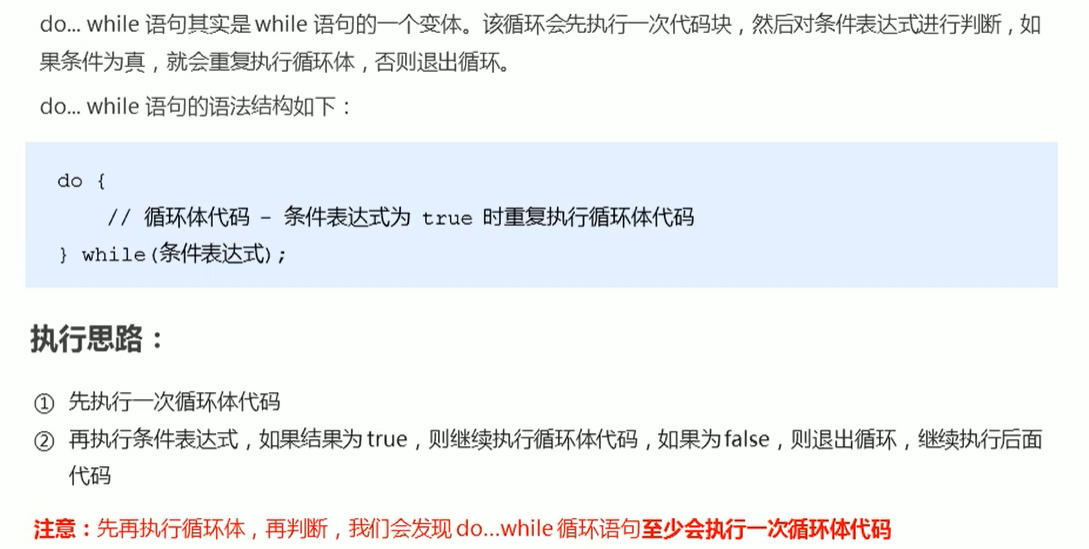 do... while 语句其实是 while 语句的一个变体。该循环会先执行一次代码块，然后对条件表达式进行判断，如
果条件为真，就会重复执行循环体，否则退出循环。
do... while 语句的语法结构如下：
do {
// 循环体代码 - 条件表达式为 true 时重复执行循环体代码
} while(条件表达式);
执行思路：
① 先执行一次循环体代码
② 再执行条件表达式，如果结果为 true，则继续执行循环体代码，如果为 false，则退出循环，继续执行后面
代码
注意：先再执行循环体，再判断，我们会发现 do…while 循环语句至少会执行一次循环体代码